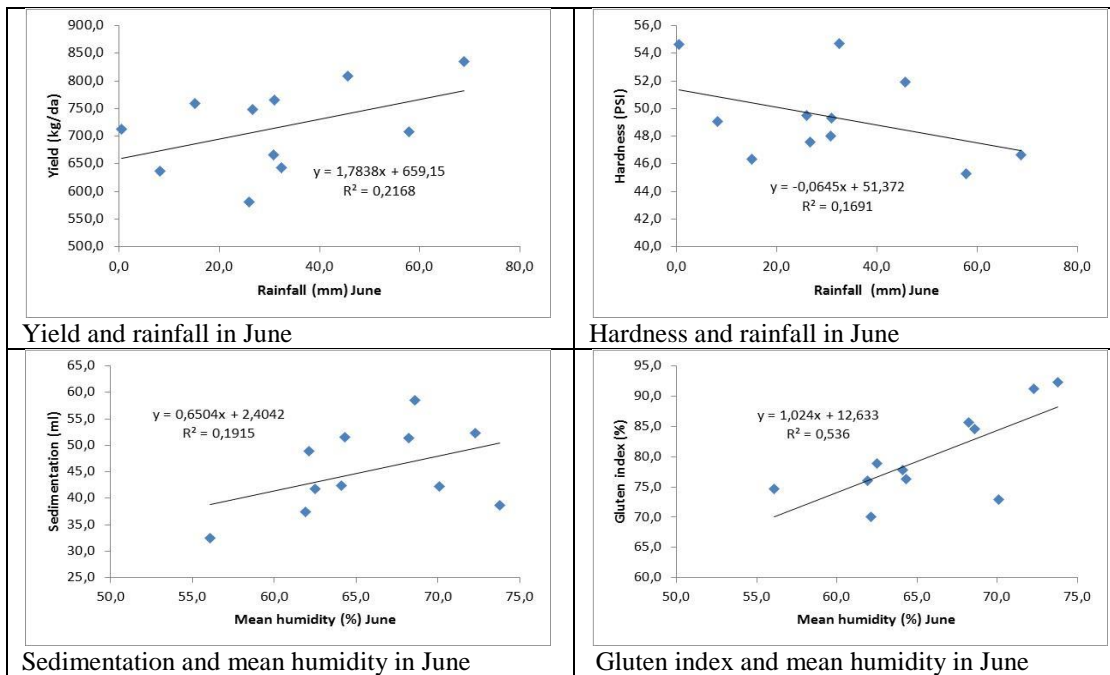 900,0
850,0
800,0
750,0
700,0
650,0
600,0
550,0
500,0
Yield (kg/da)
y = 1,7838x + 659,15
R² = 0,2168
0,0 20,0 40,0 60,0 80,0
Rainfall (mm) June
Yield and rainfall in June
56,0
54,0
52,0
50,0
48,0
46,0
44,0
42,0
40,0
Hardness (PSI)
y = -0,0645x + 51,372
R² = 0,1691
0,0 20,0 40,0 60,0 80,0
Rainfall (mm) June
Hardness and rainfall in June
65,0
60,0
55,0
50,0
45,0
40,0
35,0
30,0
25,0
Sedimentation (ml)
y = 0,6504x + 2,4042
R² = 0,1915
50,0 55,0 60,0 65,0 70,0 75,0
Mean humidity (%) June
Sedimentation and mean humidity in June
95,0
90,0
85,0
80,0
75,0
70,0
65,0
60,0
Gluten index (%)
y = 1,024x + 12,633
R² = 0,536
50,0 55,0 60,0 65,0 70,0 75,0
Mean humidity (%) June
Gluten index and mean humidity in June